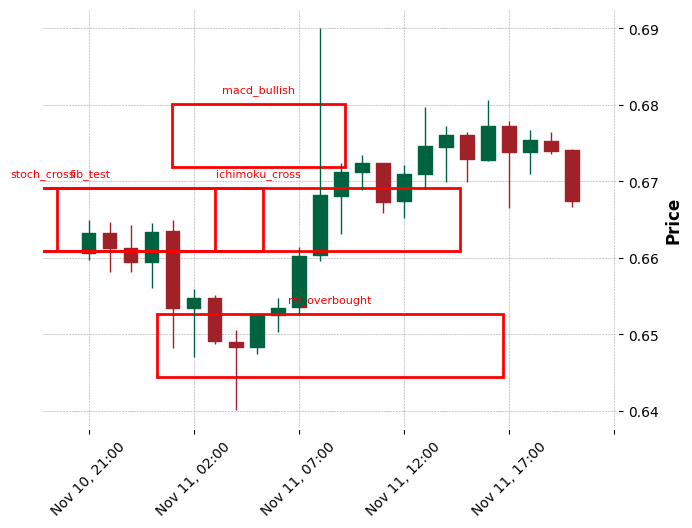 0.69
macd_bullish
0.68
stoch_cross
fib_test
ichimoku_cross
0.67
Price
0.66
rsi_overbought
0.65
0.64
Nov 10, 21:00
Nov 11, 02:00
Nov 11, 07:00
Nov 11, 12:00
Nov 11, 17:00